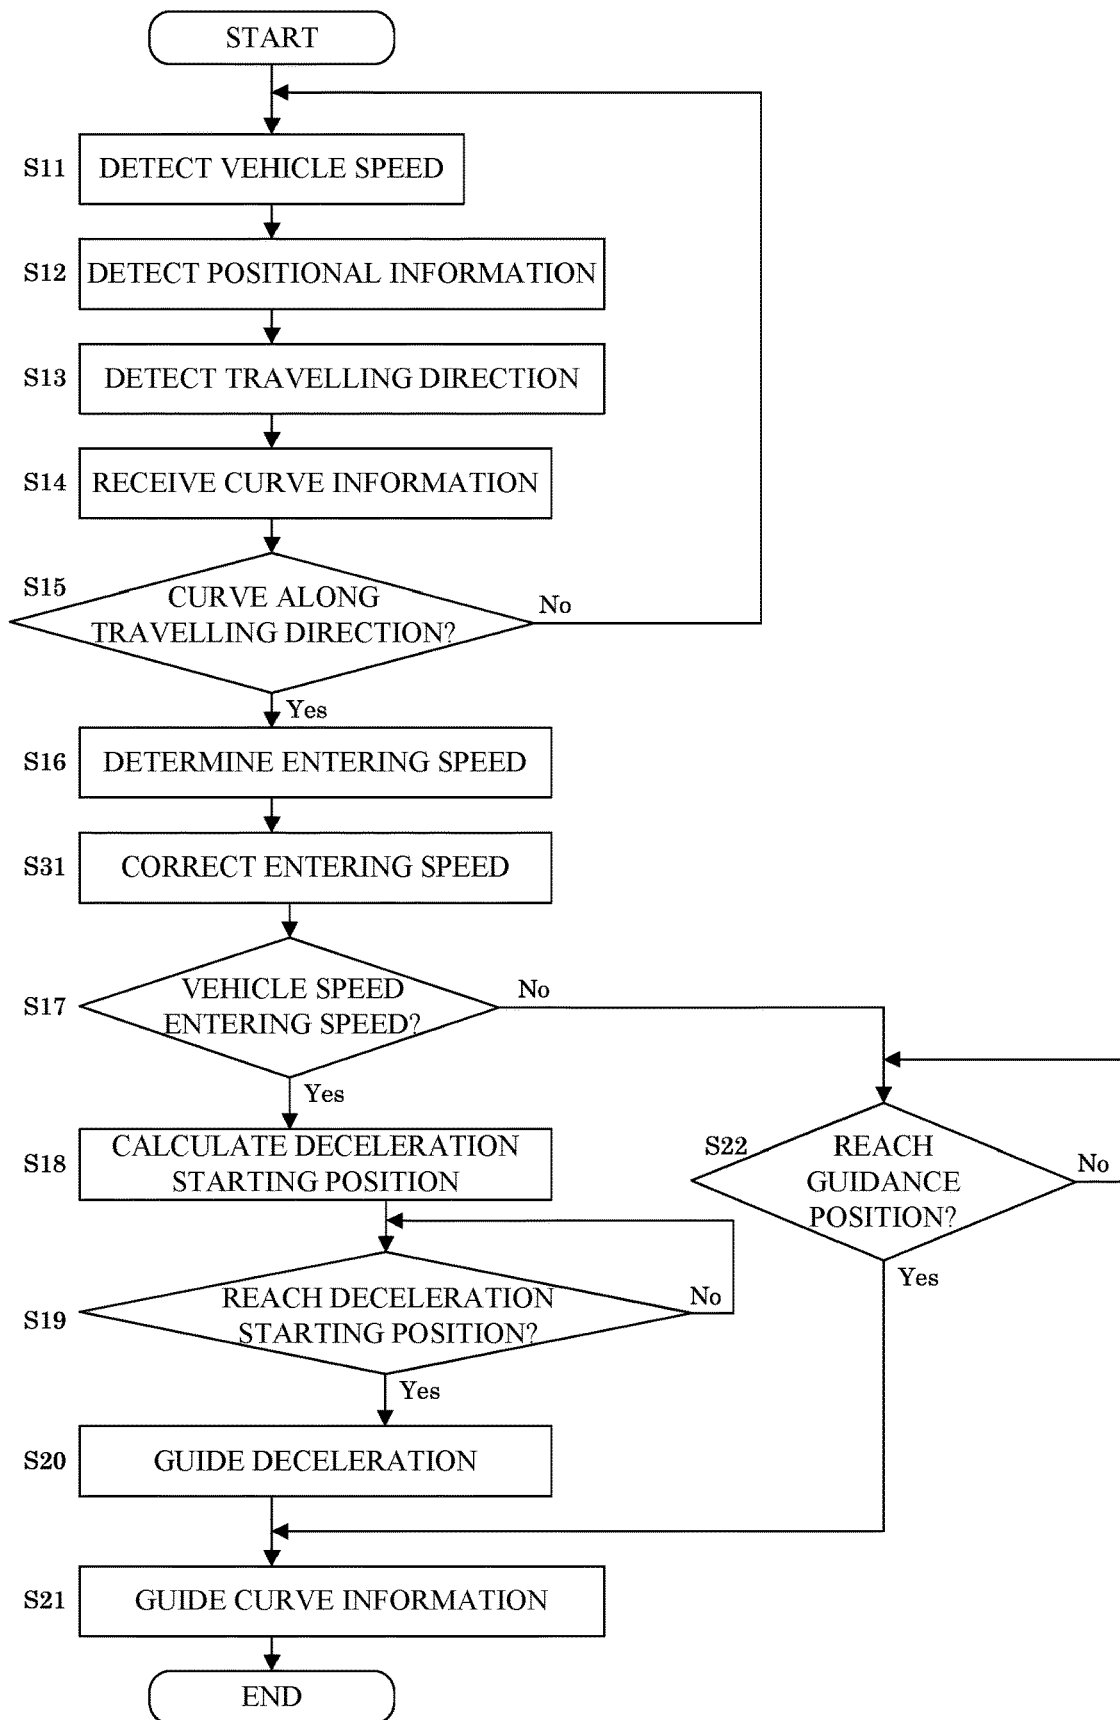 START
S11
DETECT VEHICLE SPEED
S12
DETECT POSITIONAL INFORMATION
S13
DETECT TRAVELLING DIRECTION
S14
RECEIVE CURVE INFORMATION
S15
CURVE ALONG
TRAVELLING DIRECTION?
No
Yes
S16
DETERMINE ENTERING SPEED
S31
CORRECT ENTERING SPEED
S17
VEHICLE SPEED
ENTERING SPEED?
No
Yes
S18
CALCULATE DECELERATION
STARTING POSITION
S22
REACH
GUIDANCE
POSITION?
No
Yes
S19
REACH DECELERATION
STARTING POSITION?
No
Yes
S20
GUIDE DECELERATION
S21
GUIDE CURVE INFORMATION
END